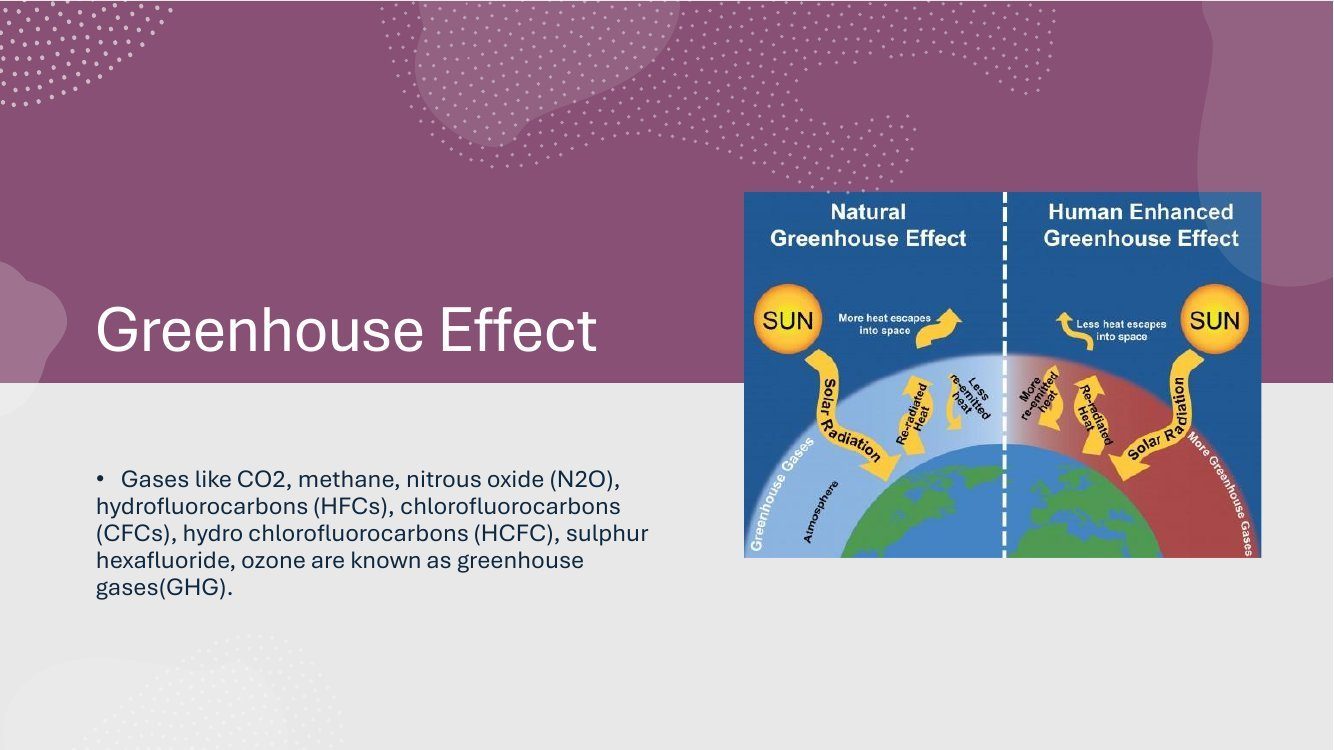 Greenhouse Effect
• Gases like CO2, methane, nitrous oxide (N2O),
hydrofluorocarbons (HFCs), chlorofluorocarbons
(CFCs), hydro chlorofluorocarbons (HCFC), sulphur
hexafluoride, ozone are known as greenhouse
gases(GHG).
Natural
Greenhouse Effect
SUN
More heat escapes
into space
Solar Radiation
Re-radiated
Heat
Less
re-emitted
heat
Greenhouse Gases
Atmosphere
Human Enhanced
Greenhouse Effect
SUN
Less heat escapes
into space
More
re-emitted
heat
Re-radiated
Heat
Solar Radiation
More Greenhouse Gases